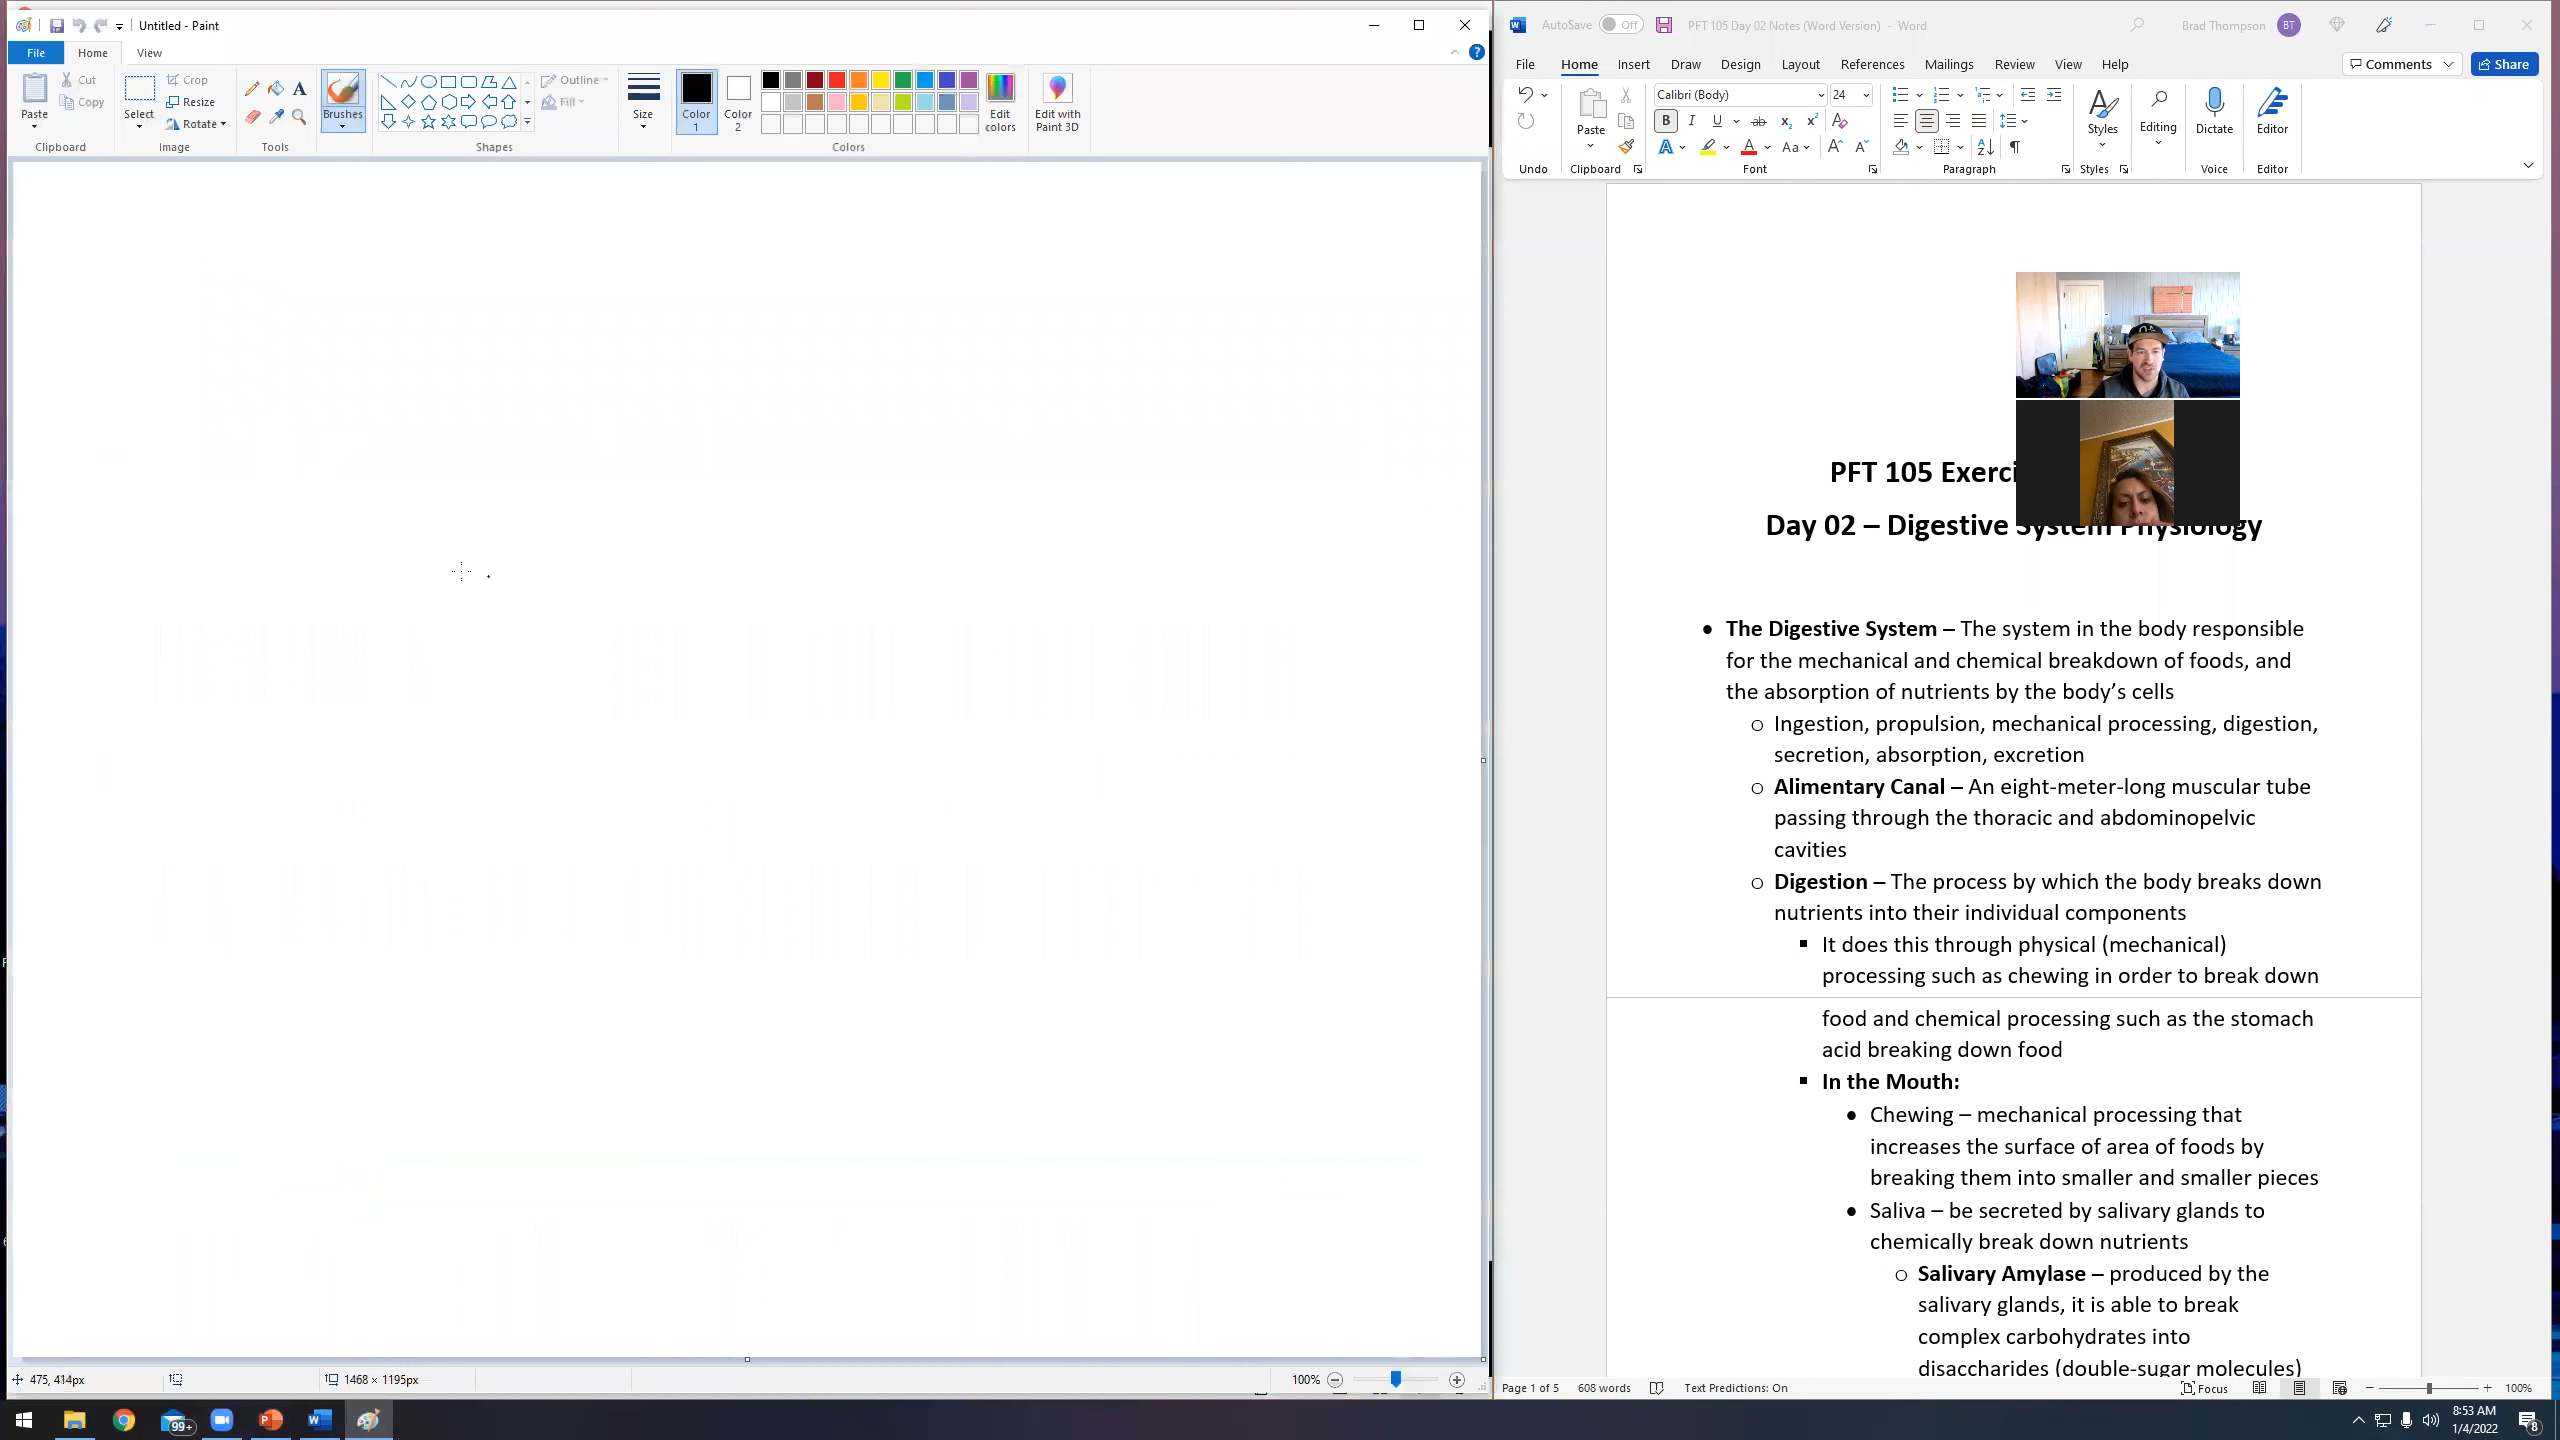 Untitled - Paint
File
Home
View
Paste
Cut
Copy
Clipboard
Select
Crop
Resize
Rotate
Image
A
Tools
Brushes
Outline
Fill
Shapes
Size
Color
1
Color
2
Edit
colors
Edit with
Paint 3D
Colors
475, 414px
1468 × 1195px
100%
AutoSave
Off
PFT 105 Day 02 Notes (Word Version) - Word
Brad Thompson
BT
File
Home
Insert
Draw
Design
Layout
References
Mailings
Review
View
Help
Comments
Share
Undo
Paste
Clipboard
Calibri (Body)
24
B I U ab x₂ x²
A A Aa A A
Font
Paragraph
Styles
Styles
Editing
Dictate
Voice
Editor
Editor
PFT 105 Exerci
Day 02 – Digestive System Physiology
• The Digestive System – The system in the body responsible
for the mechanical and chemical breakdown of foods, and
the absorption of nutrients by the body’s cells
o Ingestion, propulsion, mechanical processing, digestion,
secretion, absorption, excretion
o Alimentary Canal – An eight-meter-long muscular tube
passing through the thoracic and abdominopelvic
cavities
o Digestion – The process by which the body breaks down
nutrients into their individual components
▪ It does this through physical (mechanical)
processing such as chewing in order to break down
food and chemical processing such as the stomach
acid breaking down food
▪ In the Mouth:
• Chewing – mechanical processing that
increases the surface of area of foods by
breaking them into smaller and smaller pieces
• Saliva – be secreted by salivary glands to
chemically break down nutrients
o Salivary Amylase – produced by the
salivary glands, it is able to break
complex carbohydrates into
disaccharides (double-sugar molecules)
Page 1 of 5
608 words
Text Predictions: On
Focus
100%
99+
8:53 AM
1/4/2022
8